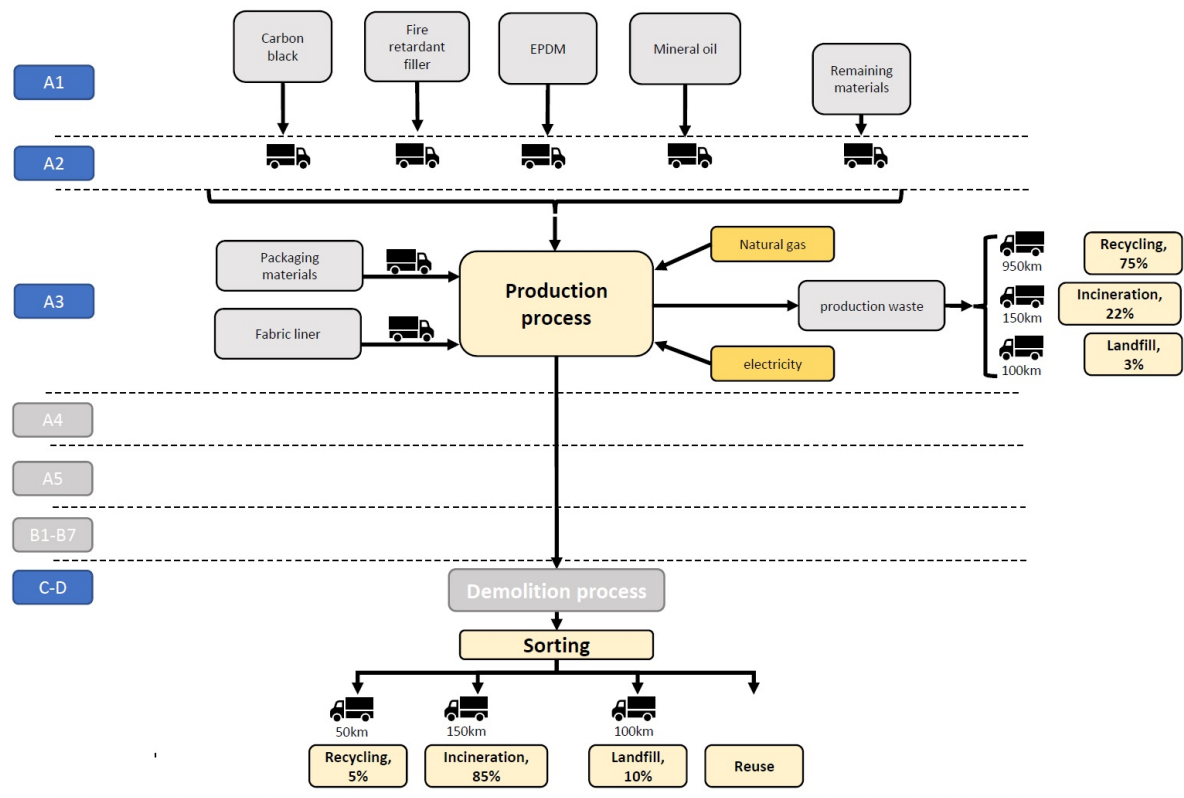 A1
Carbon
black
Fire
retardant
filler
EPDM
Mineral oil
Remaining
materials
A2
A3
Packaging
materials
Fabric liner
Production
process
Natural gas
electricity
production waste
950km
Recycling,
75%
150km
Incineration,
22%
100km
Landfill,
3%
A4
A5
B1-B7
C-D
Demolition process
Sorting
50km
150km
100km
Recycling,
5%
Incineration,
85%
Landfill,
10%
Reuse